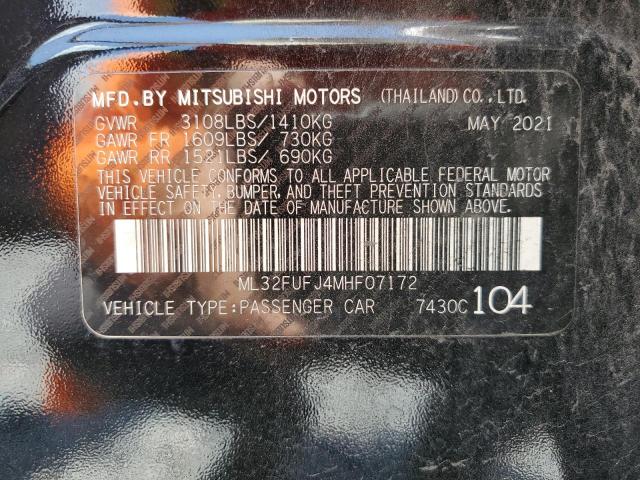 MFD.BY MITSUBISHI MOTORS (THAILAND)CO.,LTD.
GVWR 3108LBS/1410KG MAY 2021
GAWR FR 1609LBS/ 730KG
GAWR RR 1521LBS/ 690KG
THIS VEHICLE CONFORMS TO ALL APPLICABLE FEDERAL MOTOR
VEHICLE SAFETY, BUMPER, AND THEFT PREVENTION STANDARDS
IN EFFECT ON THE DATE OF MANUFACTURE SHOWN ABOVE.
ML32FUFJ4MHF07172
VEHICLE TYPE:PASSENGER CAR 7430C 104